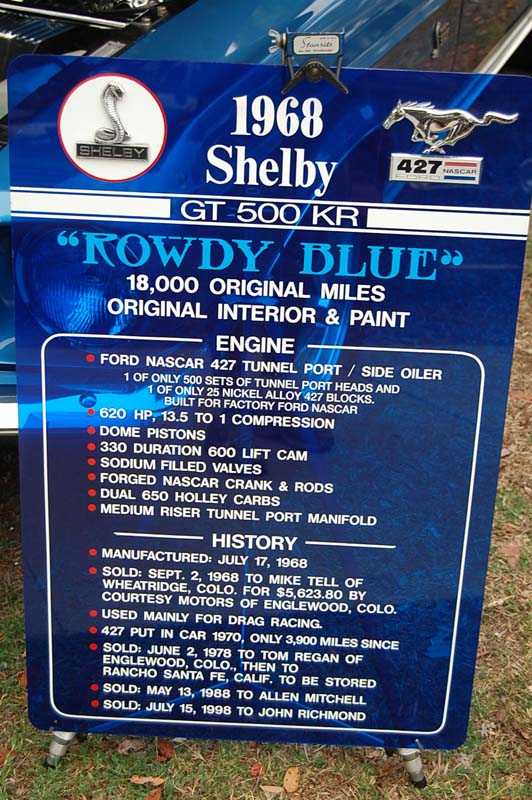 Stanrite
1968
Shelby
SHELBY
427 NASCAR
FORD
GT 500 KR
"ROWDY BLUE"
18,000 ORIGINAL MILES
ORIGINAL INTERIOR & PAINT
ENGINE
• FORD NASCAR 427 TUNNEL PORT / SIDE OILER
1 OF ONLY 500 SETS OF TUNNEL PORT HEADS AND
1 OF ONLY 25 NICKEL ALLOY 427 BLOCKS.
BUILT FOR FACTORY FORD NASCAR
• 620 HP, 13.5 TO 1 COMPRESSION
• DOME PISTONS
• 330 DURATION 600 LIFT CAM
• SODIUM FILLED VALVES
• FORGED NASCAR CRANK & RODS
• DUAL 650 HOLLEY CARBS
• MEDIUM RISER TUNNEL PORT MANIFOLD
HISTORY
• MANUFACTURED: JULY 17, 1968
• SOLD: SEPT. 2, 1968 TO MIKE TELL OF
WHEATRIDGE, COLO. FOR $5,623.80 BY
COURTESY MOTORS OF ENGLEWOOD, COLO.
• USED MAINLY FOR DRAG RACING.
• 427 PUT IN CAR 1970, ONLY 3,900 MILES SINCE
• SOLD: JUNE 2, 1978 TO TOM REGAN OF
ENGLEWOOD, COLO., THEN TO
RANCHO SANTA FE, CALIF. TO BE STORED
• SOLD: MAY 13, 1988 TO ALLEN MITCHELL
• SOLD: JULY 15, 1998 TO JOHN RICHMOND